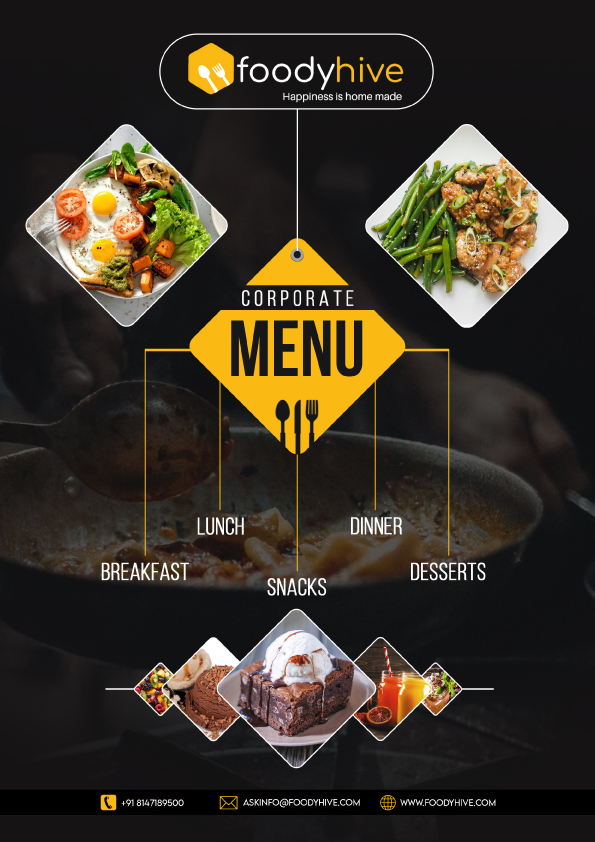 foodyhive
Happiness is home made
CORPORATE
MENU
LUNCH
DINNER
BREAKFAST
DESSERTS
SNACKS
+91 8147189500
ASKINFO@FOODYHIVE.COM
WWW.FOODYHIVE.COM